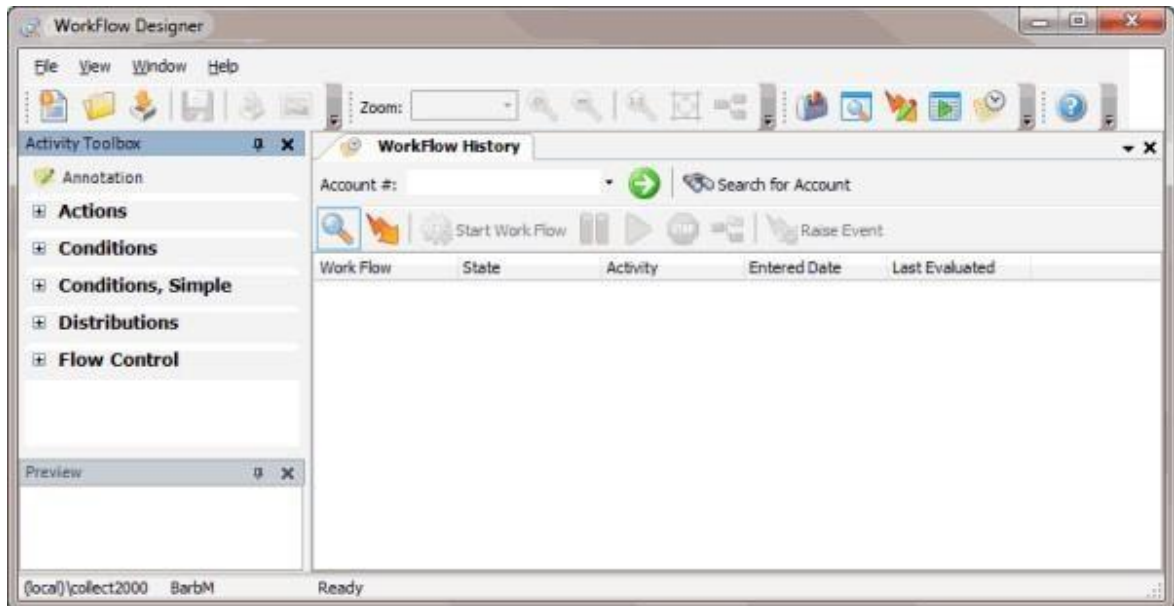 WorkFlow Designer
File View Window Help
Zoom:
Activity Toolbox
WorkFlow History
Annotation
Account #:
Search for Account
Actions
Start Work Flow
Raise Event
Conditions
Work Flow State Activity Entered Date Last Evaluated
Conditions, Simple
Distributions
Flow Control
Preview
(local)\collect2000 BarbM Ready